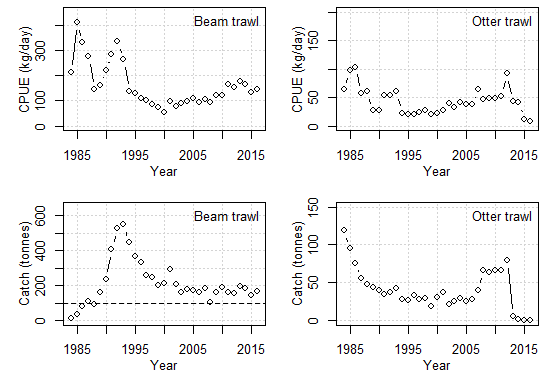 Beam trawl
CPUE (kg/day)
0 100 300
1985 1995 2005 2015
Year
Otter trawl
CPUE (kg/day)
0 50 150
1985 1995 2005 2015
Year
Beam trawl
Catch (tonnes)
0 200 400 600
1985 1995 2005 2015
Year
Otter trawl
Catch (tonnes)
0 50 100 150
1985 1995 2005 2015
Year